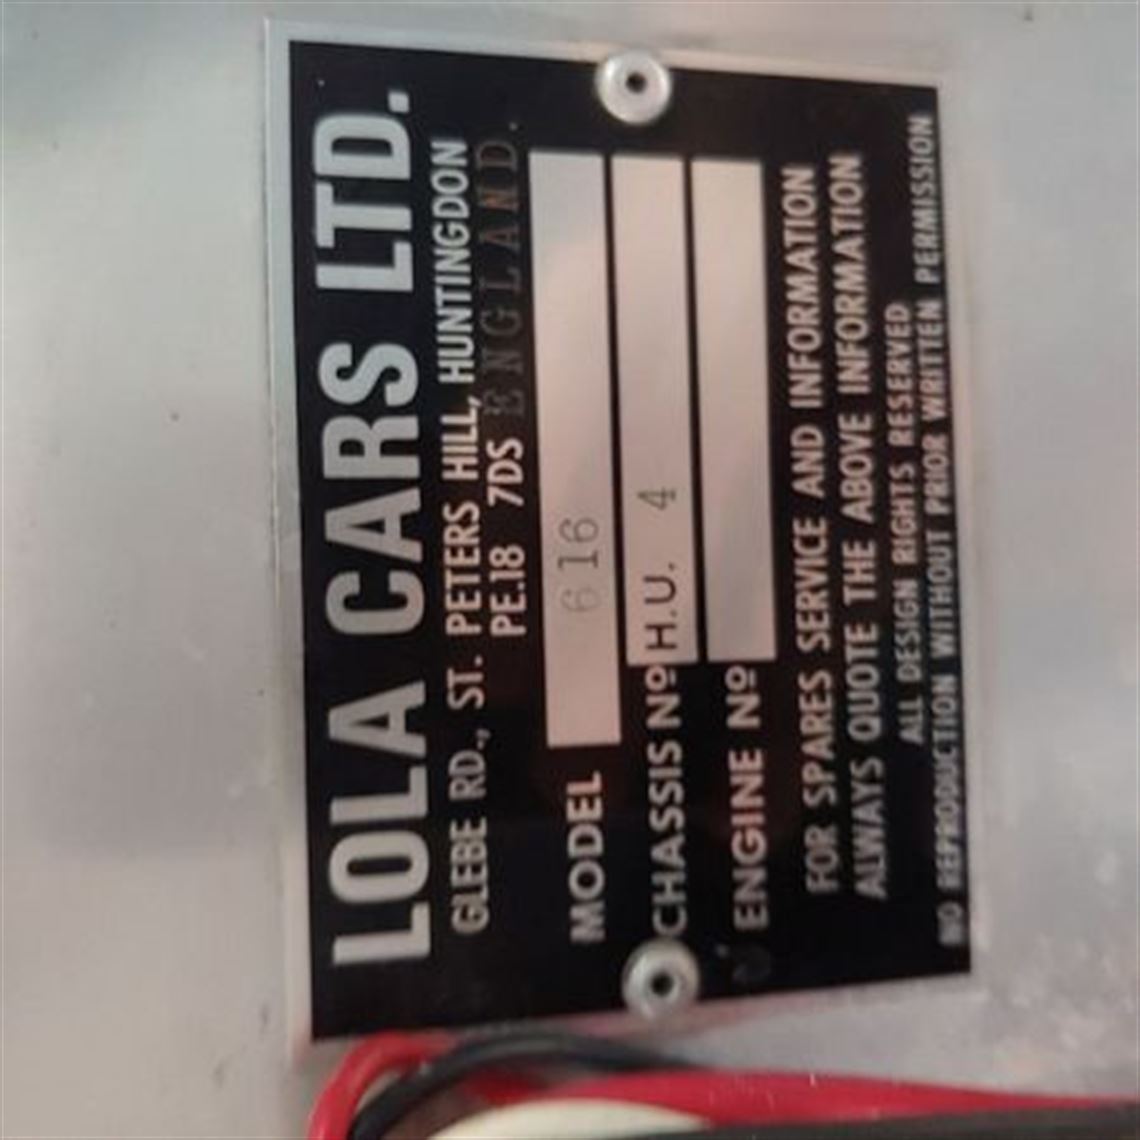 LOLA CARS LTD.
GLEBE RD., ST. PETERS HILL, HUNTINGDON
PE.18 7DS ENGLAND.
MODEL 616
CHASSIS Nº H.U. 4
ENGINE Nº
FOR SPARES SERVICE AND INFORMATION
ALWAYS QUOTE THE ABOVE INFORMATION
ALL DESIGN RIGHTS RESERVED
NO REPRODUCTION WITHOUT PRIOR WRITTEN PERMISSION